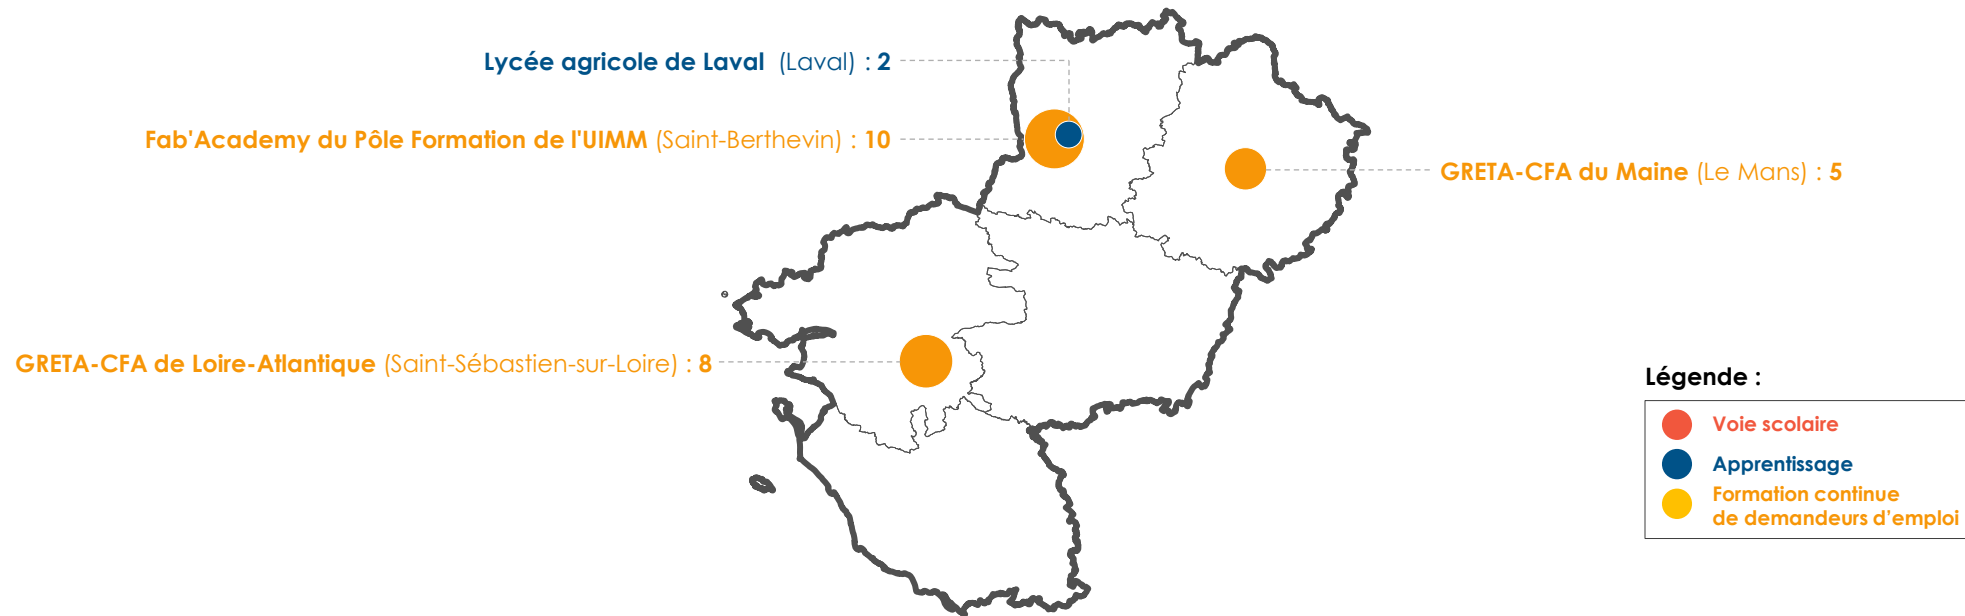 Lycée agricole de Laval (Laval) : 2
Fab'Academy du Pôle Formation de l'UIMM (Saint-Berthevin) : 10
GRETA-CFA du Maine (Le Mans) : 5
GRETA-CFA de Loire-Atlantique (Saint-Sébastien-sur-Loire) : 8
Légende :
Voie scolaire
Apprentissage
Formation continue
de demandeurs d'emploi